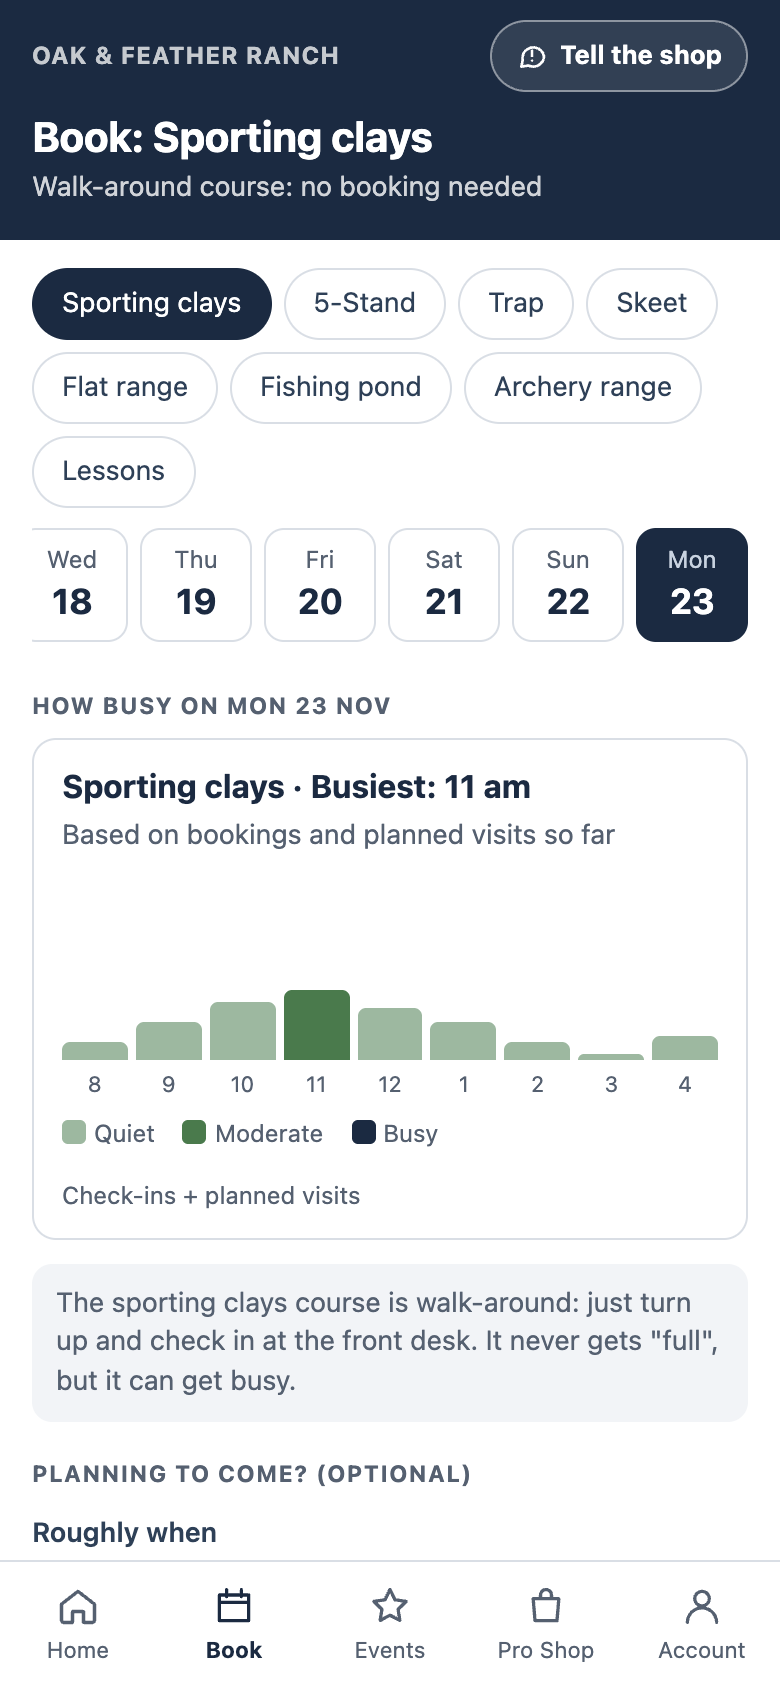 OAK & FEATHER RANCH
Tell the shop
Book: Sporting clays
Walk-around course: no booking needed
Sporting clays
5-Stand
Trap
Skeet
Flat range
Fishing pond
Archery range
Lessons
Wed
18
Thu
19
Fri
20
Sat
21
Sun
22
Mon
23
HOW BUSY ON MON 23 NOV
Sporting clays · Busiest: 11 am
Based on bookings and planned visits so far
8 9 10 11 12 1 2 3 4
Quiet Moderate Busy
Check-ins + planned visits
The sporting clays course is walk-around: just turn
up and check in at the front desk. It never gets "full",
but it can get busy.
PLANNING TO COME? (OPTIONAL)
Roughly when
Home
Book
Events
Pro Shop
Account